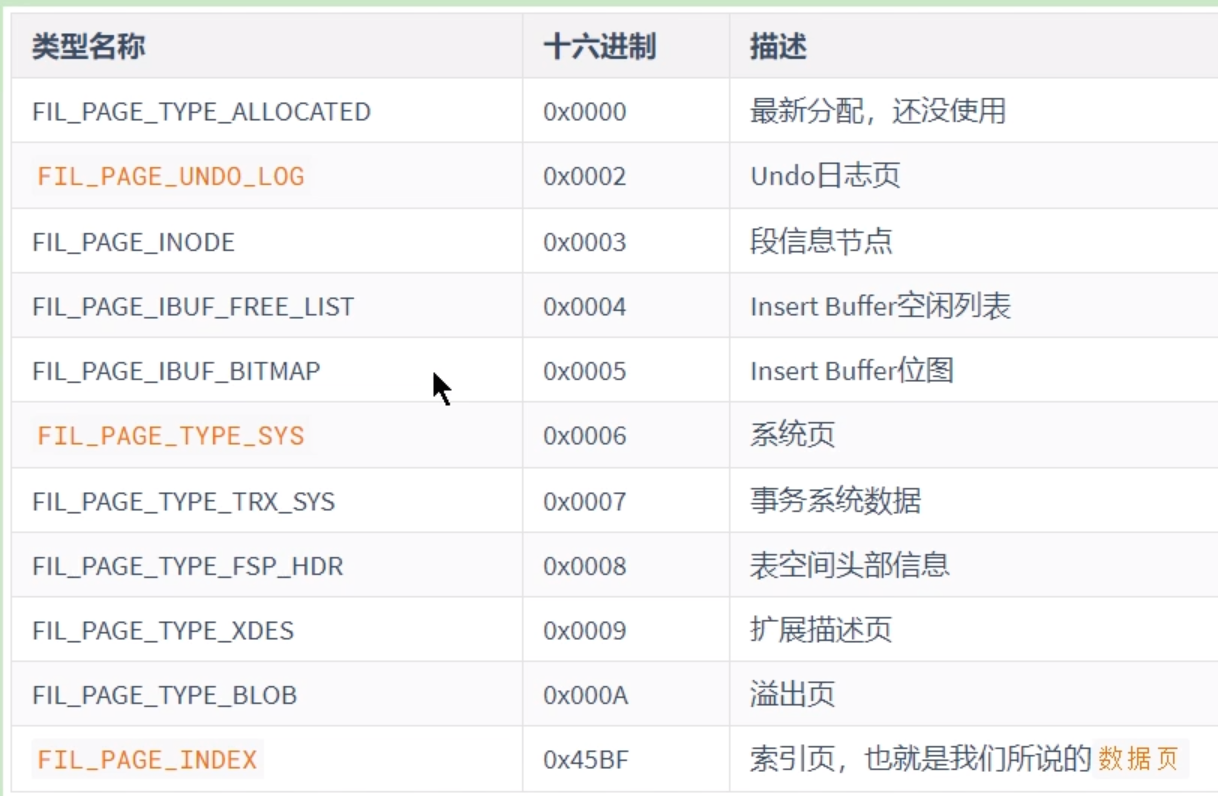 类型名称 十六进制 描述
FIL_PAGE_TYPE_ALLOCATED 0x0000 最新分配，还没使用
FIL_PAGE_UNDO_LOG 0x0002 Undo日志页
FIL_PAGE_INODE 0x0003 段信息节点
FIL_PAGE_IBUF_FREE_LIST 0x0004 Insert Buffer空闲列表
FIL_PAGE_IBUF_BITMAP 0x0005 Insert Buffer位图
FIL_PAGE_TYPE_SYS 0x0006 系统页
FIL_PAGE_TYPE_TRX_SYS 0x0007 事务系统数据
FIL_PAGE_TYPE_FSP_HDR 0x0008 表空间头部信息
FIL_PAGE_TYPE_XDES 0x0009 扩展描述页
FIL_PAGE_TYPE_BLOB 0x000A 溢出页
FIL_PAGE_INDEX 0x45BF 索引页，也就是我们所说的 数据页